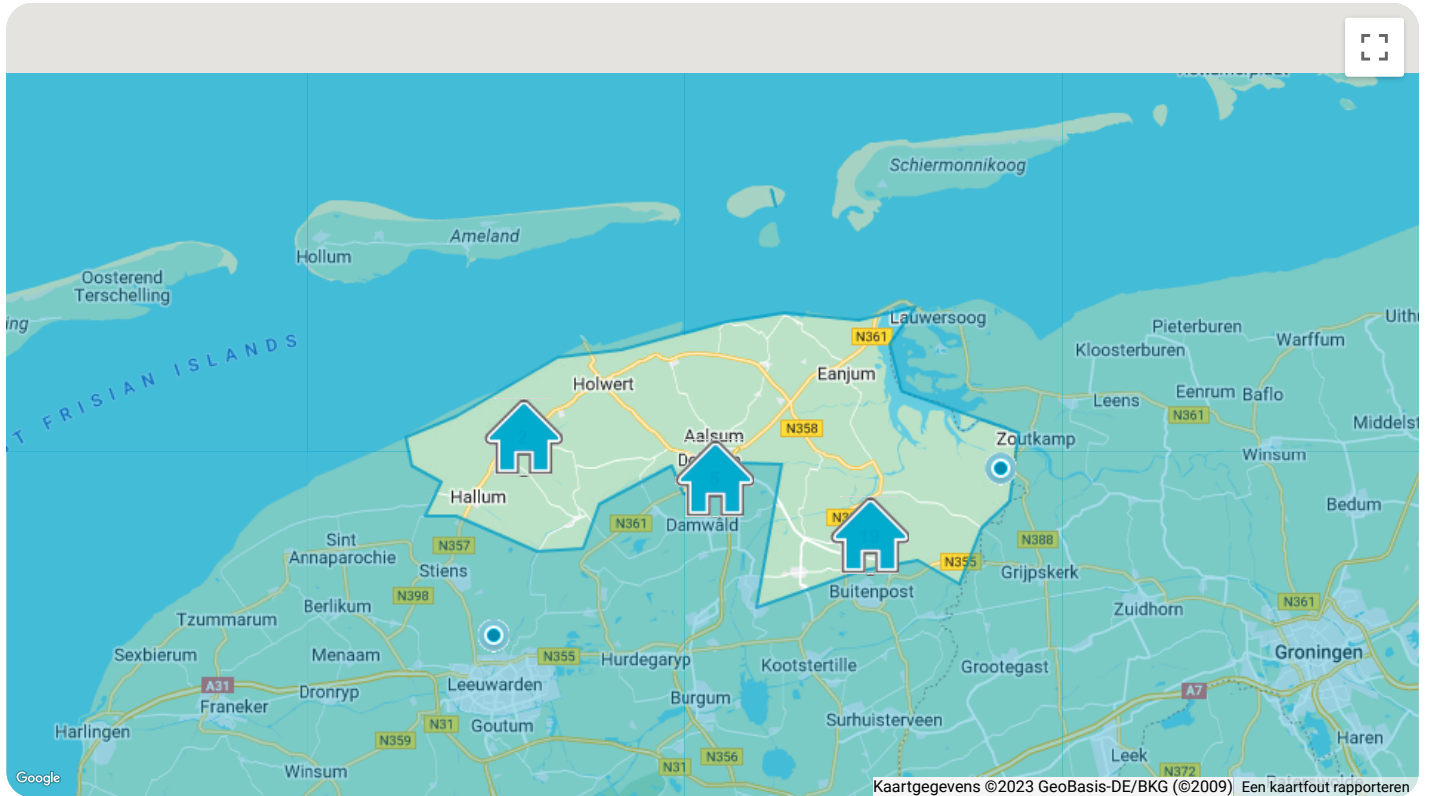 Schiermonnikoog
Ameland
Hollum
Oosterend
Terschelling
ing
T FRISIAN ISLANDS
Lauwersoog
Uith
Pieterburen
N361
Warffum
Kloosterburen
Eanjum
Holwert
Eenrum
Baflo
Leens
N361
Middelst
N358
Aalsum
Zoutkamp
Winsum
Hallum
Bedum
N361
Damwâld
Sint
Annaparochie
N357
N388
Stiens
N355
Grijpskerk
Buitenpost
N398
Berlikum
Zuidhorn
N361
Tzummarum
Sexbierum
Menaam
N355
Hurdegaryp
Kootstertille
Grootegast
Groningen
A31
Leeuwarden
Dronryp
A7
Franeker
Burgum
Harlingen
N31
Goutum
Surhuisterveen
N359
Haren
N356
Leek
Winsum
N31
N372
Google
Kaartgegevens ©2023 GeoBasis-DE/BKG (©2009)
Een kaartfout rapporteren